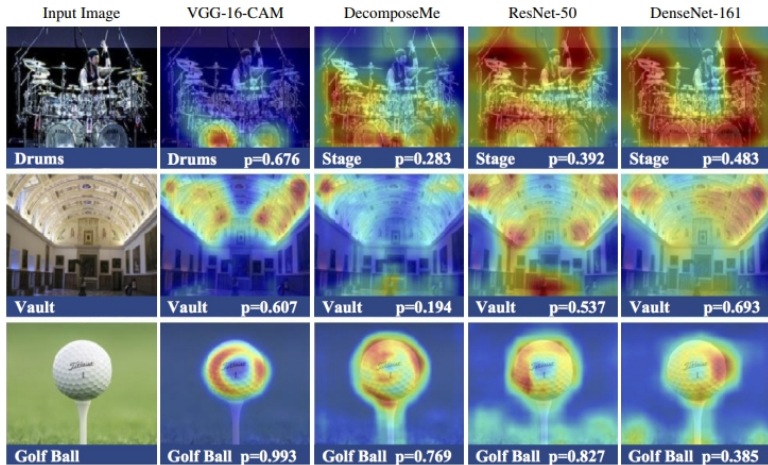 Input Image VGG-16-CAM DecomposeMe ResNet-50 DenseNet-161
Drums Drums p=0.676 Stage p=0.283 Stage p=0.392 Stage p=0.483
Vault Vault p=0.607 Vault p=0.194 Vault p=0.537 Vault p=0.693
Golf Ball Golf Ball p=0.993 Golf Ball p=0.769 Golf Ball p=0.827 Golf Ball p=0.385